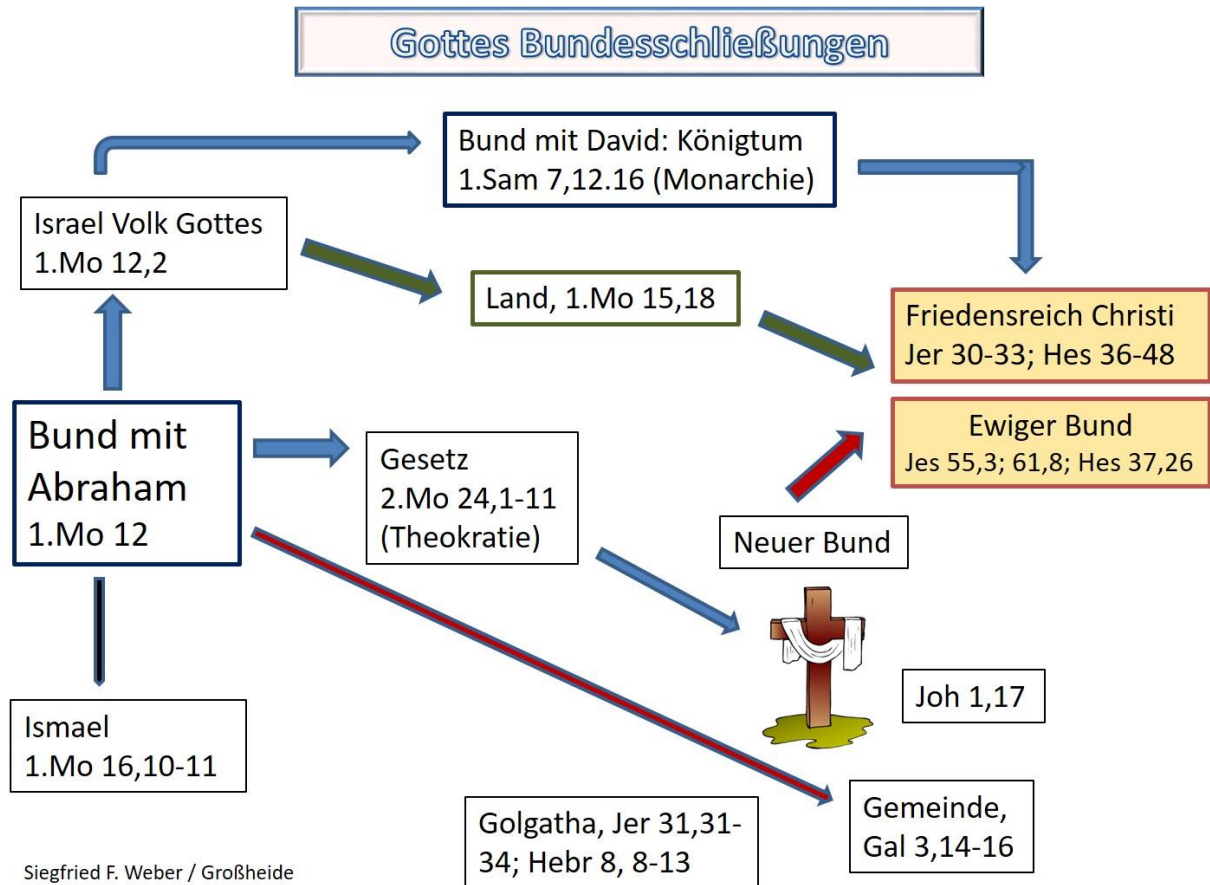 Gottes Bundesschließungen
Bund mit David: Königtum
1.Sam 7,12.16 (Monarchie)
Israel Volk Gottes
1.Mo 12,2
Land, 1.Mo 15,18
Friedensreich Christi
Jer 30-33; Hes 36-48
Ewiger Bund
Jes 55,3; 61,8; Hes 37,26
Bund mit
Abraham
1.Mo 12
Gesetz
2.Mo 24,1-11
(Theokratie)
Neuer Bund
Joh 1,17
Ismael
1.Mo 16,10-11
Golgatha, Jer 31,31-
34; Hebr 8, 8-13
Gemeinde,
Gal 3,14-16
Siegfried F. Weber / Großheide